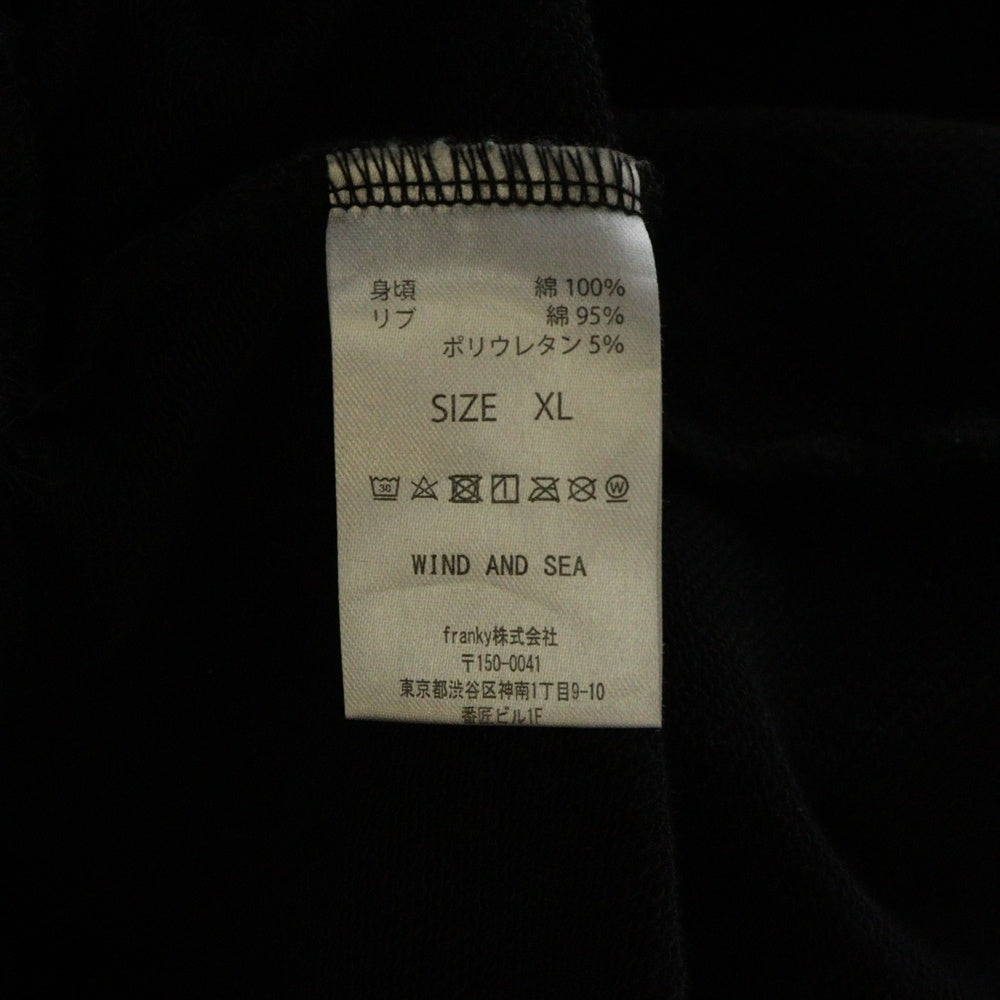 身頃 綿 100%
リブ 綿 95%
ポリウレタン 5%
SIZE XL
30 W
WIND AND SEA
franky株式会社
〒150-0041
東京都渋谷区神南1丁目9-10
番匠ビル1F